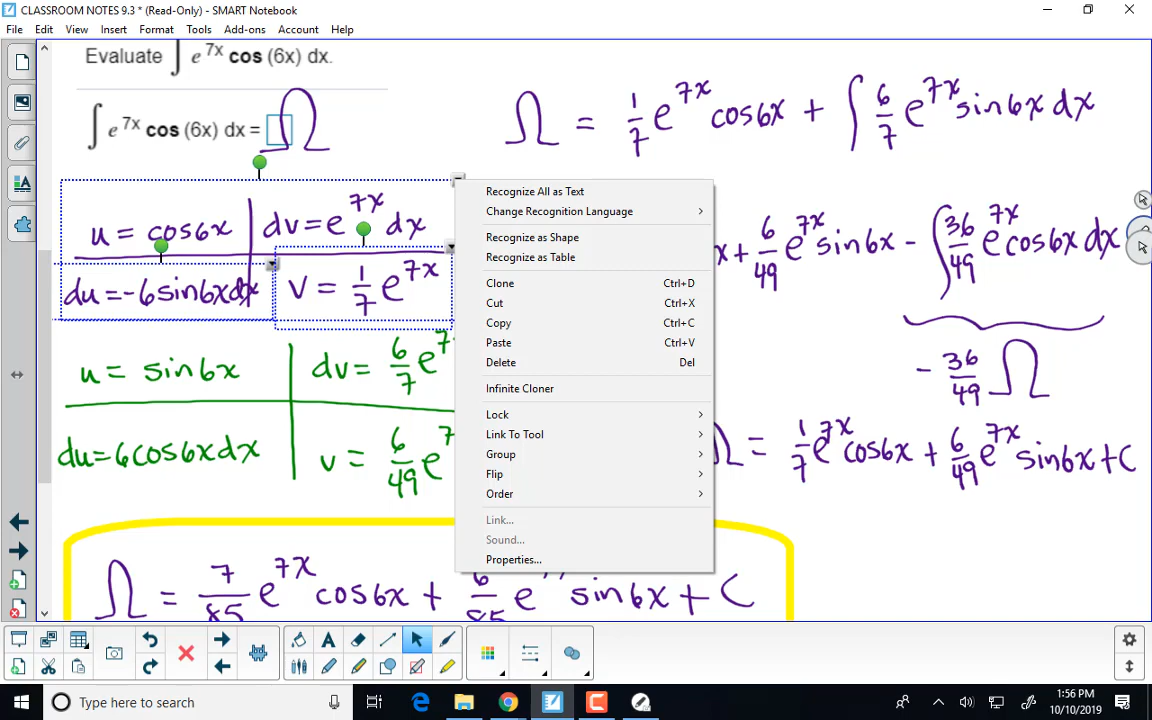 CLASSROOM NOTES 9.3 * (Read-Only) - SMART Notebook
File Edit View Insert Format Tools Add-ons Account Help
Evaluate ∫ e^7x cos (6x) dx.
∫ e^7x cos (6x) dx = Ω
Ω = 1/7 e^7x cos6x + ∫ 6/7 e^7x sin6x dx
u = cos6x dv = e^7x dx
du = -6sin6xdx v = 1/7 e^7x
x + 6/49 e^7x sin6x - ∫ 36/49 e^7x cos6x dx
- 36/49 Ω
u = sin6x dv = 6/7 e^7
du = 6cos6xdx v = 6/49 e^7
Ω = 1/7 e^7x cos6x + 6/49 e^7x sin6x + C
Ω = 7/85 e^7x cos6x + 6/85 e sin6x + C
Recognize All as Text
Change Recognition Language
Recognize as Shape
Recognize as Table
Clone Ctrl+D
Cut Ctrl+X
Copy Ctrl+C
Paste Ctrl+V
Delete Del
Infinite Cloner
Lock
Link To Tool
Group
Flip
Order
Link...
Sound...
Properties...
Type here to search
1:56 PM
10/10/2019